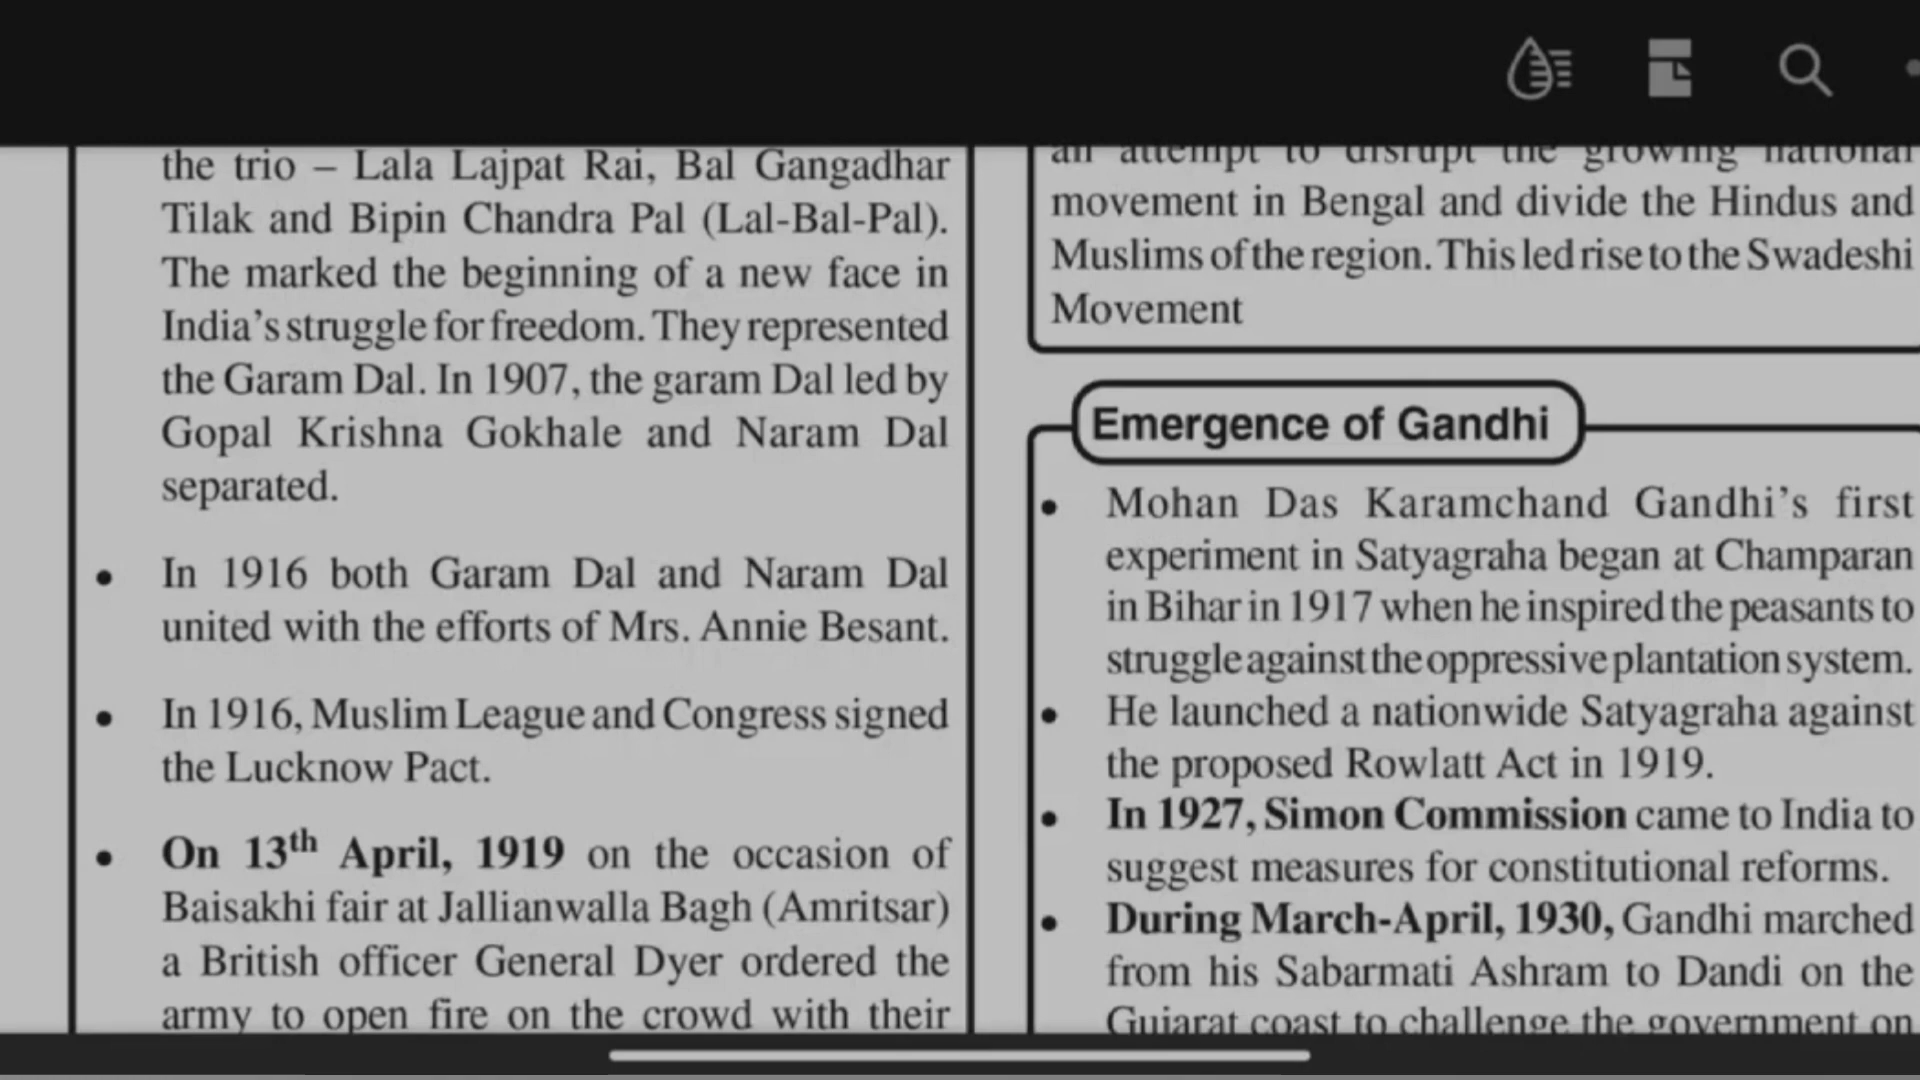 the trio – Lala Lajpat Rai, Bal Gangadhar
Tilak and Bipin Chandra Pal (Lal-Bal-Pal).
The marked the beginning of a new face in
India's struggle for freedom. They represented
the Garam Dal. In 1907, the garam Dal led by
Gopal Krishna Gokhale and Naram Dal
separated.
• In 1916 both Garam Dal and Naram Dal
united with the efforts of Mrs. Annie Besant.
• In 1916, Muslim League and Congress signed
the Lucknow Pact.
• On 13th April, 1919 on the occasion of
Baisakhi fair at Jallianwalla Bagh (Amritsar)
a British officer General Dyer ordered the
army to open fire on the crowd with their
an attempt to disrupt the growing national
movement in Bengal and divide the Hindus and
Muslims of the region. This led rise to the Swadeshi
Movement
Emergence of Gandhi
• Mohan Das Karamchand Gandhi's first
experiment in Satyagraha began at Champaran
in Bihar in 1917 when he inspired the peasants to
struggle against the oppressive plantation system.
• He launched a nationwide Satyagraha against
the proposed Rowlatt Act in 1919.
• In 1927, Simon Commission came to India to
suggest measures for constitutional reforms.
• During March-April, 1930, Gandhi marched
from his Sabarmati Ashram to Dandi on the
Gujarat coast to challenge the government on